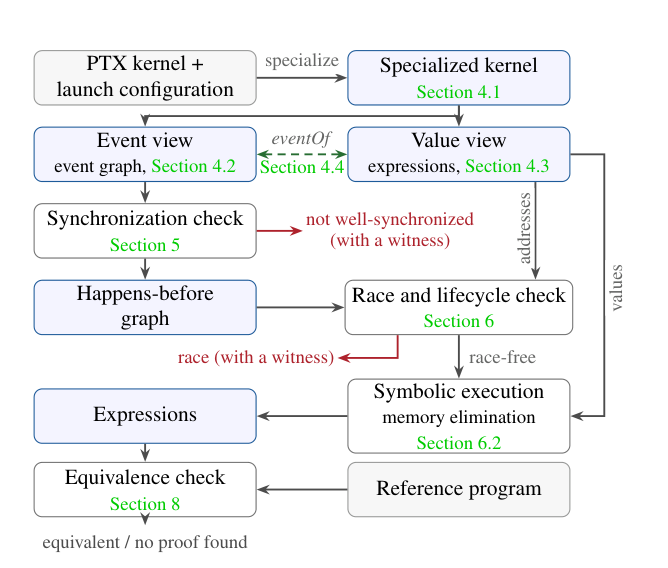 PTX kernel +
launch configuration
specialize
Specialized kernel
Section 4.1
Event view
event graph, Section 4.2
eventOf
Section 4.4
Value view
expressions, Section 4.3
Synchronization check
Section 5
not well-synchronized
(with a witness)
addresses
values
Happens-before
graph
Race and lifecycle check
Section 6
race (with a witness)
race-free
Symbolic execution
memory elimination
Section 6.2
Expressions
Equivalence check
Section 8
Reference program
equivalent / no proof found